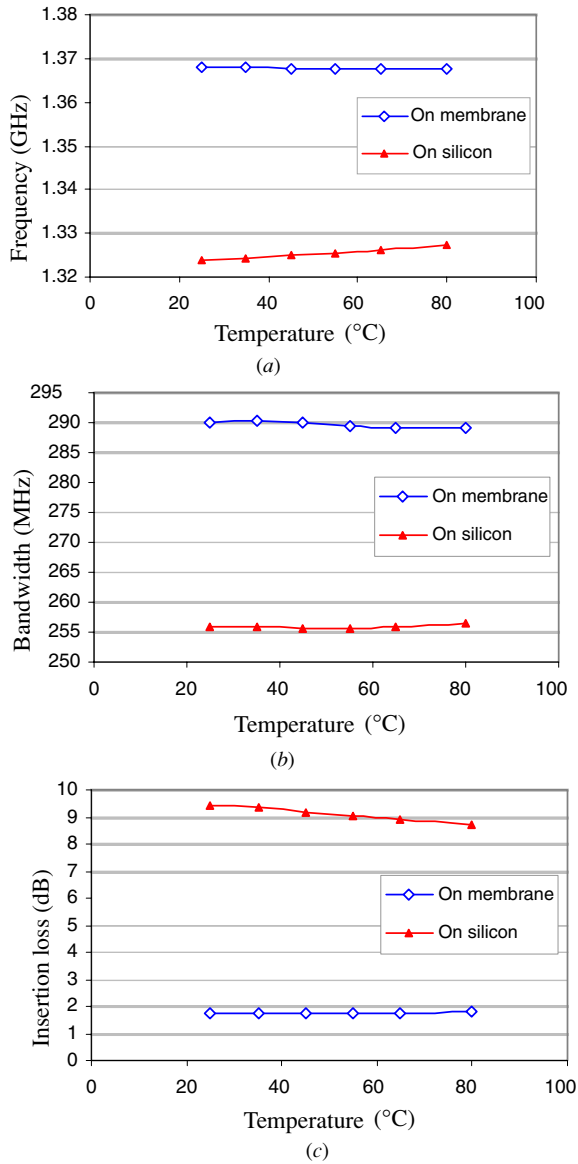 1.38
1.37
1.36
1.35
1.34
1.33
1.32
Frequency (GHz)
On membrane
On silicon
0 20 40 60 80 100
Temperature (°C)
(a)
295
290
285
280
275
270
265
260
255
250
Bandwidth (MHz)
On membrane
On silicon
0 20 40 60 80 100
Temperature (°C)
(b)
10
9
8
7
6
5
4
3
2
1
0
Insertion loss (dB)
On membrane
On silicon
0 20 40 60 80 100
Temperature (°C)
(c)